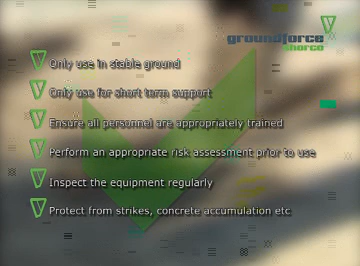 groundforce
shorco
Only use in stable ground
Only use for short term support
Ensure all personnel are appropriately trained
Perform an appropriate risk assessment prior to use
Inspect the equipment regularly
Protect from strikes, concrete accumulation etc